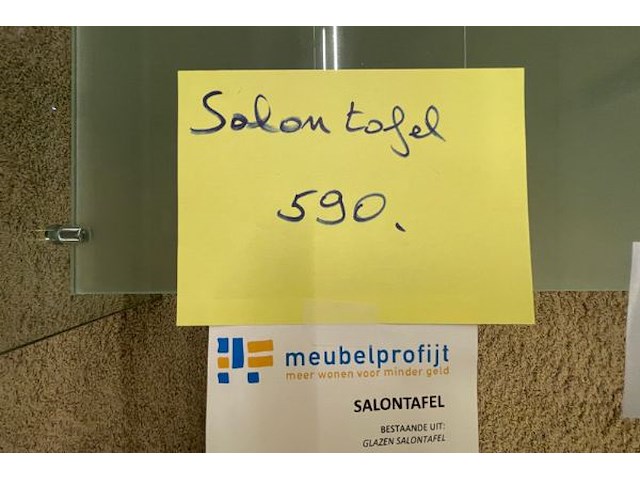 Salon tafel
590.
meubelprofijt
meer wonen voor minder geld
SALONTAFEL
BESTAANDE UIT:
GLAZEN SALONTAFEL